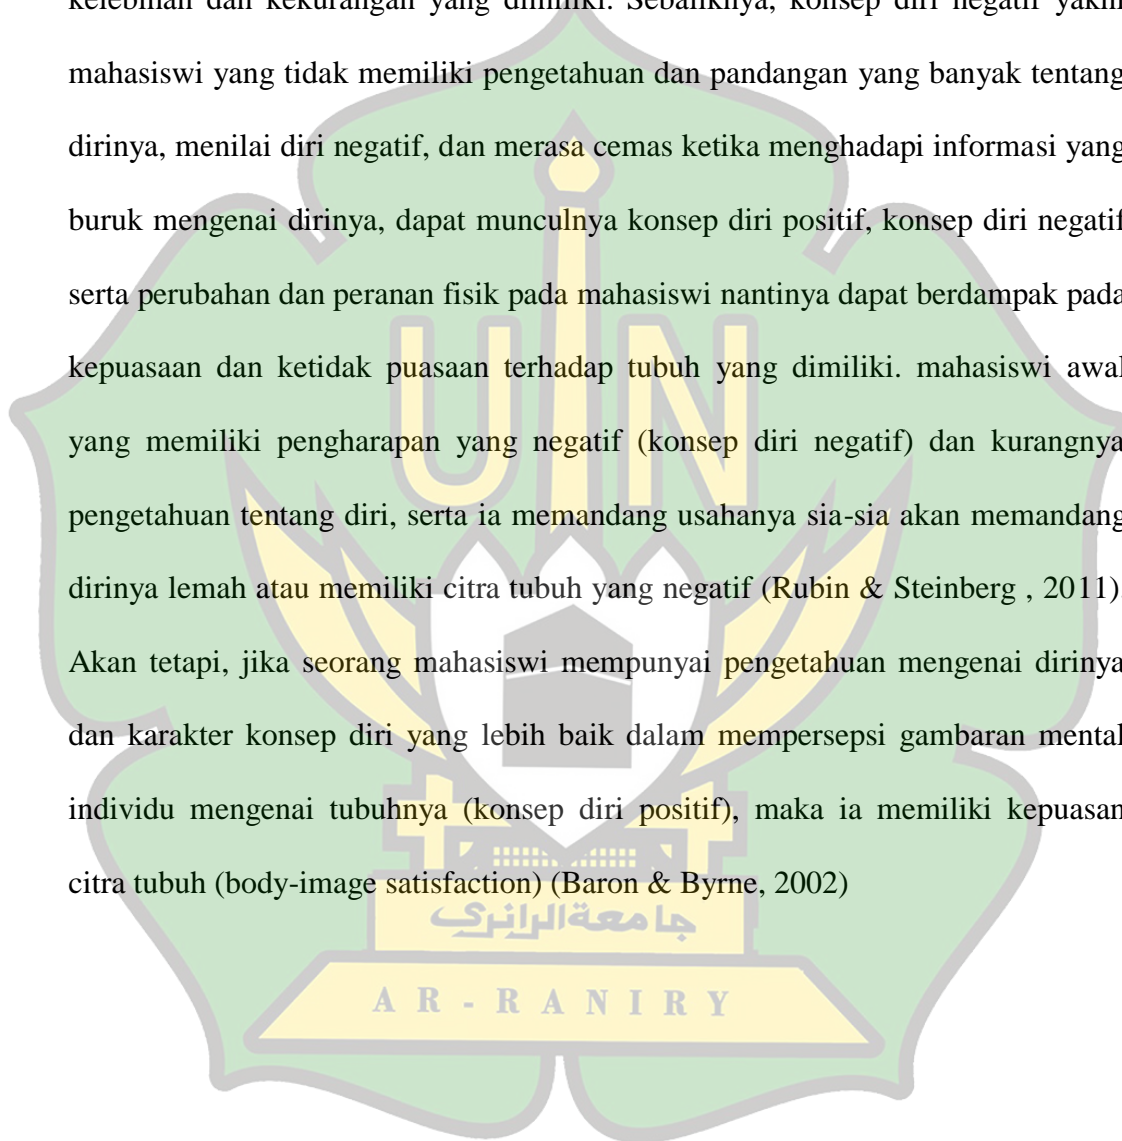 kelebihan dan kekurangan yang dimiliki. Sebaliknya, konsep diri negatif yakin
mahasiswi yang tidak memiliki pengetahuan dan pandangan yang banyak tentang
dirinya, menilai diri negatif, dan merasa cemas ketika menghadapi informasi yang
buruk mengenai dirinya, dapat munculnya konsep diri positif, konsep diri negatif
serta perubahan dan peranan fisik pada mahasiswi nantinya dapat berdampak pada
kepuasaan dan ketidak puasaan terhadap tubuh yang dimiliki. mahasiswi awal
yang memiliki pengharapan yang negatif (konsep diri negatif) dan kurangnya
pengetahuan tentang diri, serta ia memandang usahanya sia-sia akan memandang
dirinya lemah atau memiliki citra tubuh yang negatif (Rubin & Steinberg , 2011).
Akan tetapi, jika seorang mahasiswi mempunyai pengetahuan mengenai dirinya
dan karakter konsep diri yang lebih baik dalam mempersepsi gambaran mental
individu mengenai tubuhnya (konsep diri positif), maka ia memiliki kepuasan
citra tubuh (body-image satisfaction) (Baron & Byrne, 2002)
UIN
جامعةالرانري
AR-RANIRY